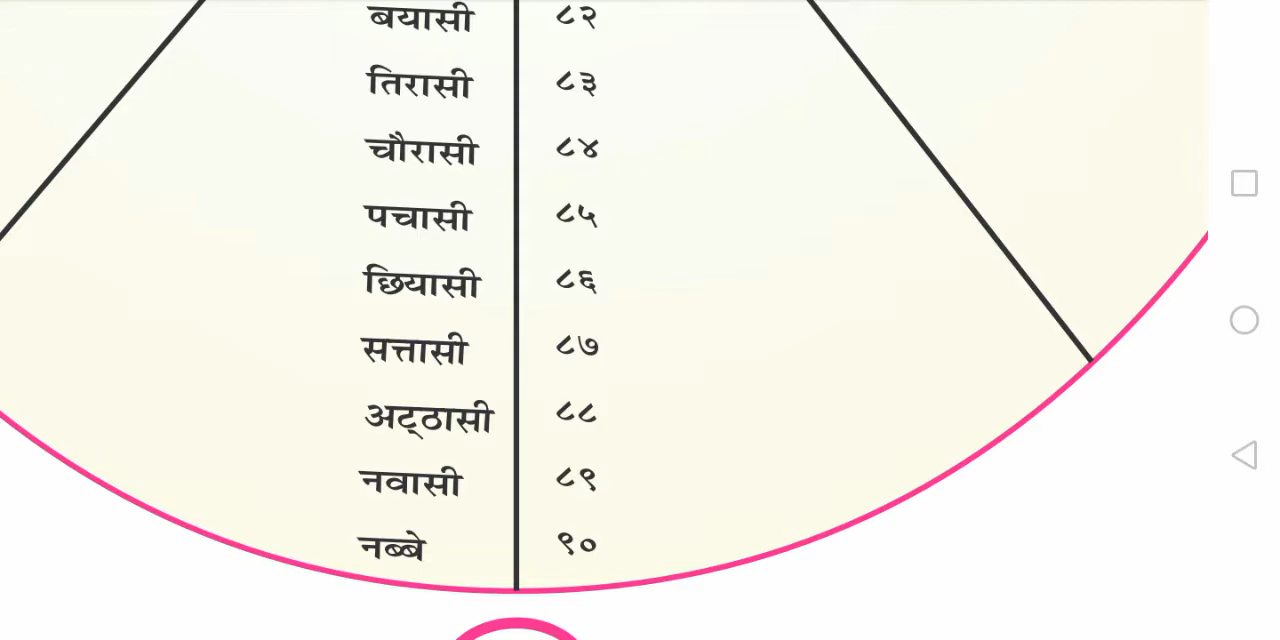 बयासी ८२
तिरासी ८३
चौरासी ८४
पचासी ८५
छियासी ८६
सत्तासी ८७
अट्ठासी ८८
नवासी ८९
नब्बे ९०